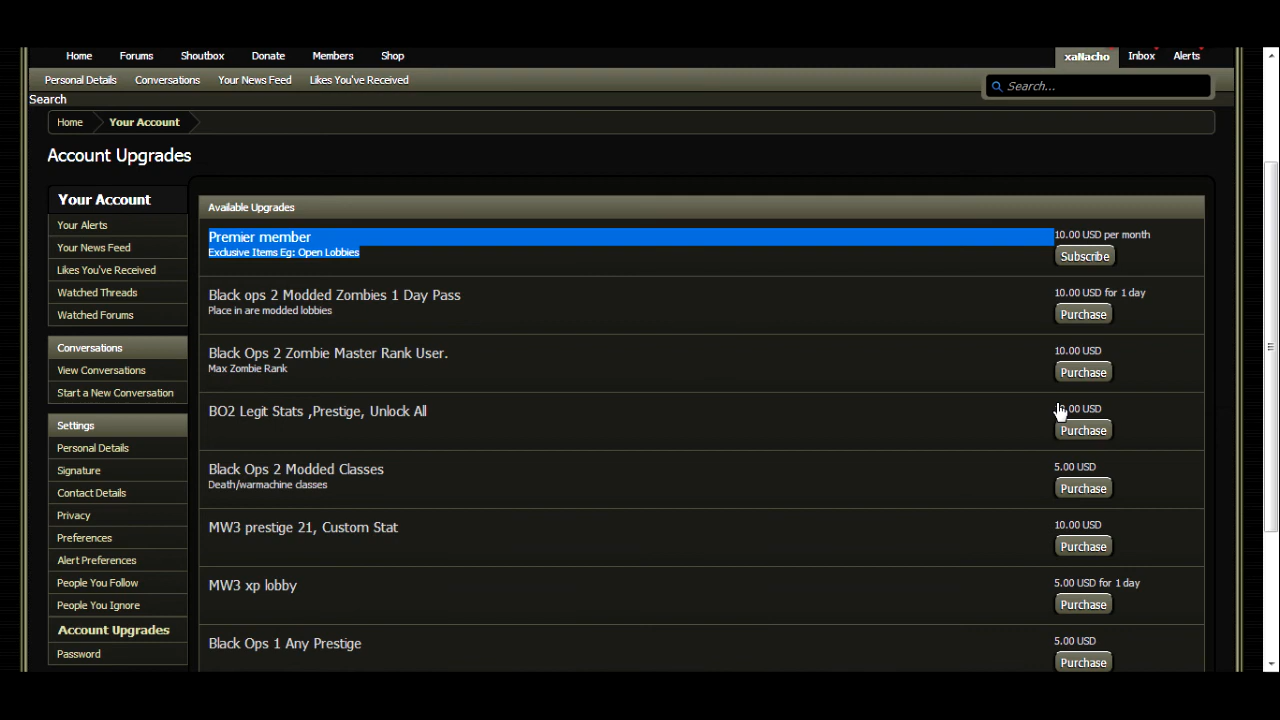 Home Forums Shoutbox Donate Members Shop xaNacho Inbox Alerts
Personal Details Conversations Your News Feed Likes You've Received
Search...
Search
Home Your Account
Account Upgrades
Your Account
Your Alerts
Your News Feed
Likes You've Received
Watched Threads
Watched Forums
Conversations
View Conversations
Start a New Conversation
Settings
Personal Details
Signature
Contact Details
Privacy
Preferences
Alert Preferences
People You Follow
People You Ignore
Account Upgrades
Password
Available Upgrades
Premier member
Exclusive Items Eg: Open Lobbies
10.00 USD per month
Subscribe
Black ops 2 Modded Zombies 1 Day Pass
Place in are modded lobbies
10.00 USD for 1 day
Purchase
Black Ops 2 Zombie Master Rank User.
Max Zombie Rank
10.00 USD
Purchase
BO2 Legit Stats ,Prestige, Unlock All
USD
Purchase
Black Ops 2 Modded Classes
Death/warmachine classes
5.00 USD
Purchase
MW3 prestige 21, Custom Stat
10.00 USD
Purchase
MW3 xp lobby
5.00 USD for 1 day
Purchase
Black Ops 1 Any Prestige
5.00 USD
Purchase